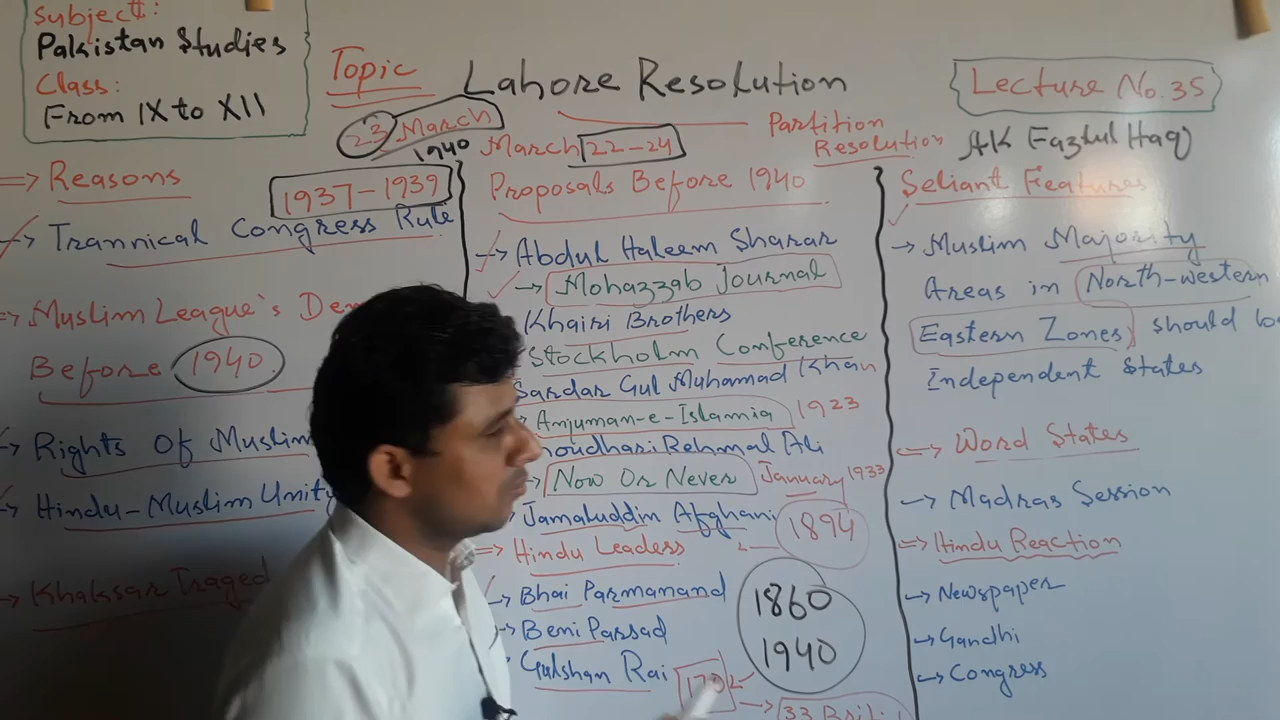 Subject:
Pakistan Studies
Class:
From IX to XII
Topic
Lahore Resolution
Lecture No.35
23 March
1940
March 22-24
Partition
Resolution
AK Fazlul Haq
=> Reasons
1937-1939
-> Trannical Congress Rule
=> Muslim League's
Before 1940
-> Rights Of Muslim
-> Hindu-Muslim Unity
-> Khaksar Traged
Proposals Before 1940
-> Abdul Haleem Sharar
-> Mohazzab Journal
Khairi Brothers
Stockholm Conference
Sardar Gul Muhamad Khan
Anjuman-e-Islamia 1923
Rehmat Ali
Now Or Never January 1933
Jamaluddin Afghani
1894
=> Hindu Leaders
-> Bhai Parmanand
-> Beni Parsad
Gulshan Rai
1860
1940
170
-> 33
Seliant Features
-> Muslim Majority
Areas in North-western
Eastern Zones should
Independent States
=> Word States
-> Madras Session
=> Hindu Reaction
-> Newspaper
-> Gandhi
-> Congress